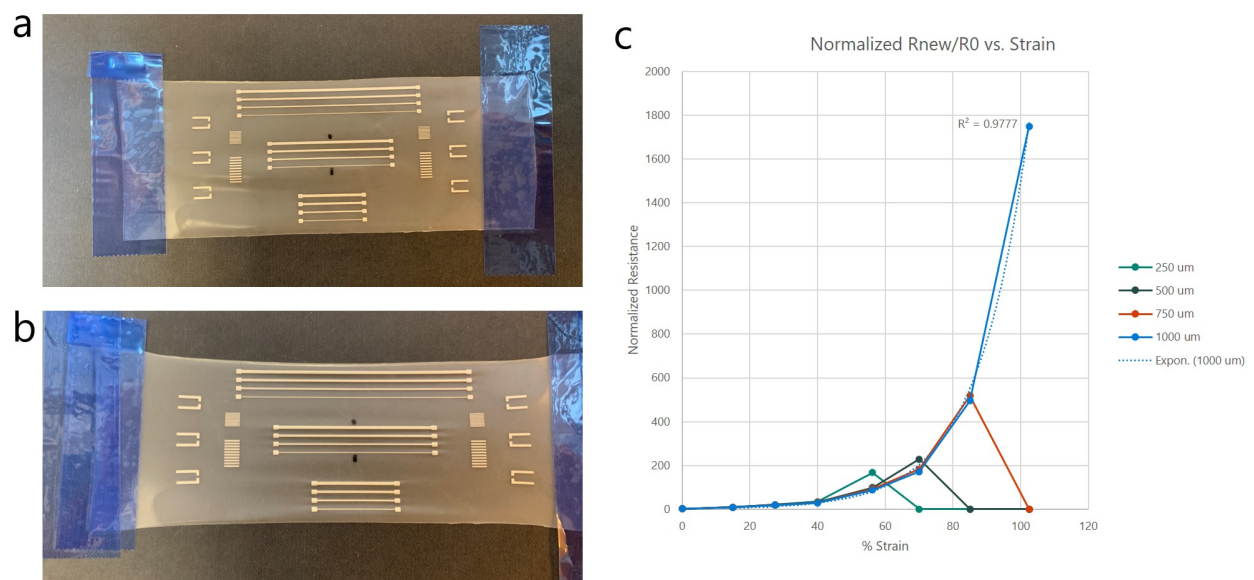 a
b
c
Normalized Rnew/R0 vs. Strain
Normalized Resistance
2000
1800
1600
1400
1200
1000
800
600
400
200
0
R² = 0.9777
0 20 40 60 80 100 120
% Strain
250 um
500 um
750 um
1000 um
Expon. (1000 um)